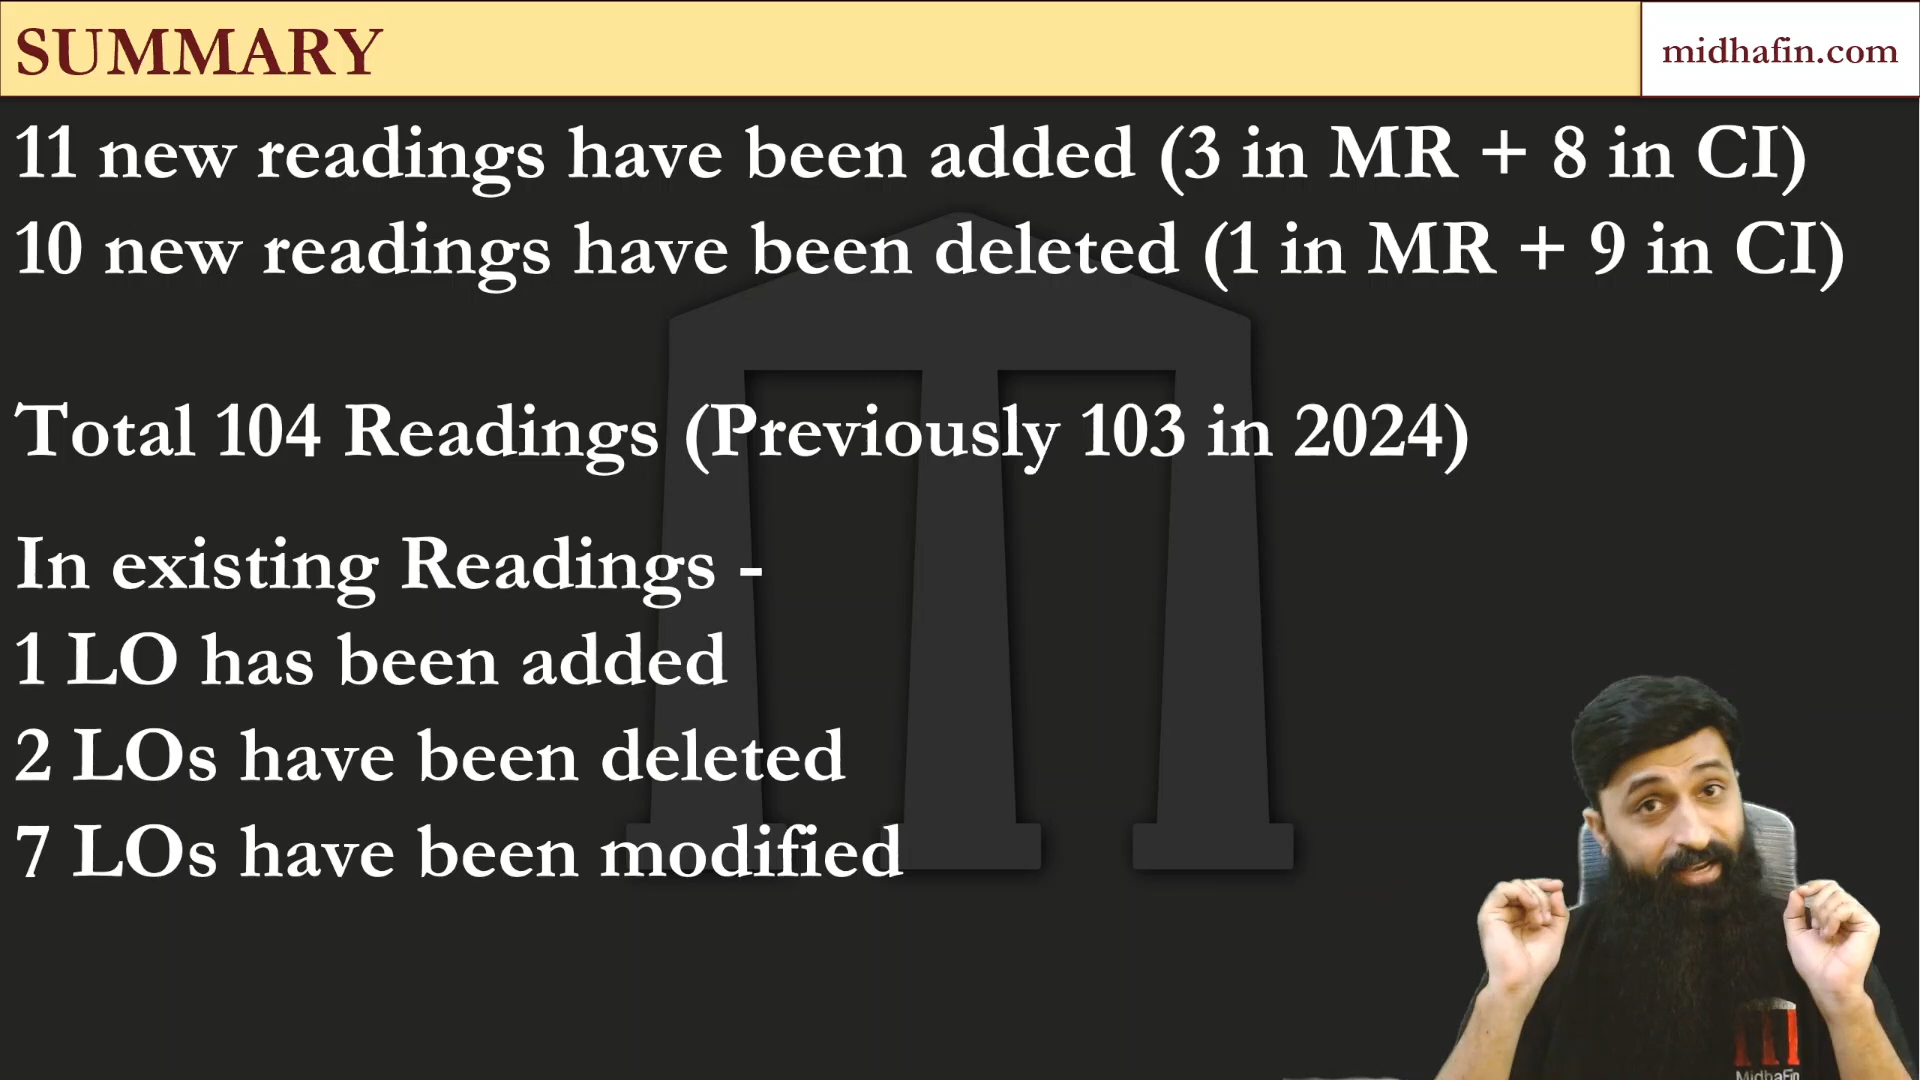 SUMMARY
midhafin.com
11 new readings have been added (3 in MR + 8 in CI)
10 new readings have been deleted (1 in MR + 9 in CI)
Total 104 Readings (Previously 103 in 2024)
In existing Readings -
1 LO has been added
2 LOs have been deleted
7 LOs have been modified
MidhaFin